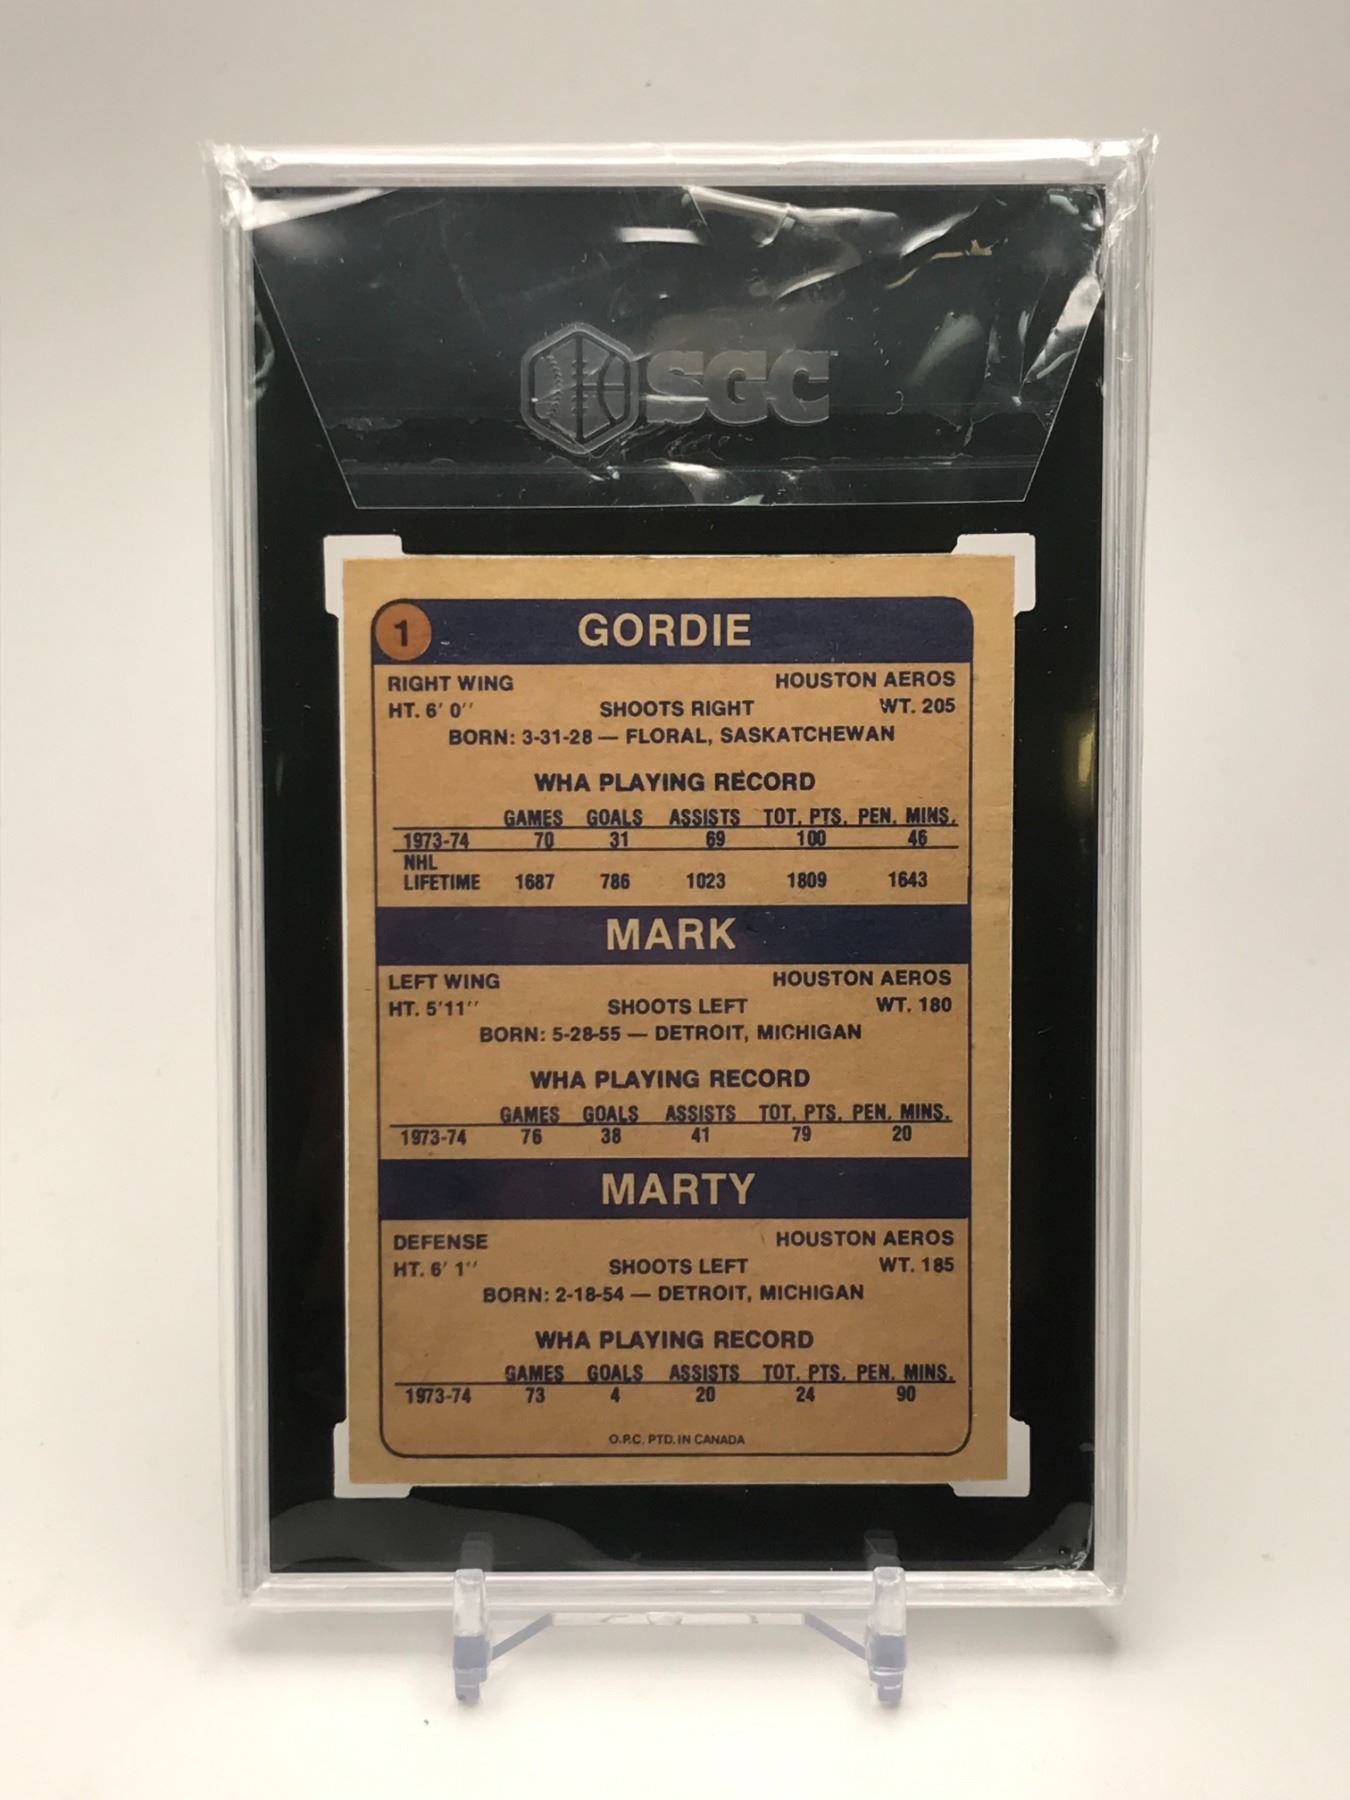 SGC
1 GORDIE
RIGHT WING HOUSTON AEROS
HT. 6' 0'' SHOOTS RIGHT WT. 205
BORN: 3-31-28 — FLORAL, SASKATCHEWAN
WHA PLAYING RECORD
GAMES GOALS ASSISTS TOT. PTS. PEN. MINS.
1973-74 70 31 69 100 46
NHL
LIFETIME 1687 786 1023 1809 1643
MARK
LEFT WING HOUSTON AEROS
HT. 5'11'' SHOOTS LEFT WT. 180
BORN: 5-28-55 — DETROIT, MICHIGAN
WHA PLAYING RECORD
GAMES GOALS ASSISTS TOT. PTS. PEN. MINS.
1973-74 76 38 41 79 20
MARTY
DEFENSE HOUSTON AEROS
HT. 6' 1'' SHOOTS LEFT WT. 185
BORN: 2-18-54 — DETROIT, MICHIGAN
WHA PLAYING RECORD
GAMES GOALS ASSISTS TOT. PTS. PEN. MINS.
1973-74 73 4 20 24 90
O.P.C. PTD. IN CANADA